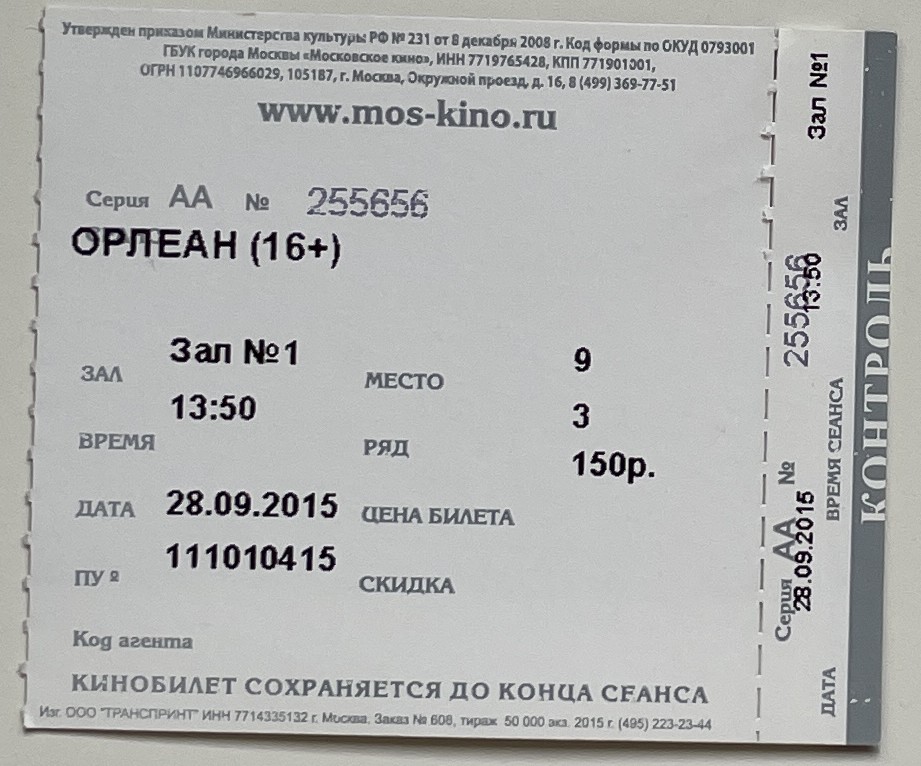 Утвержден приказом Министерства культуры РФ № 231 от 8 декабря 2008 г. Код формы по ОКУД 0793001
ГБУК города Москвы «Московское кино», ИНН 7719765428, КПП 771901001,
ОГРН 1107746966029, 105187, г. Москва, Окружной проезд, д. 16, 8 (499) 369-77-51
www.mos-kino.ru
Серия АА № 255656
ОРЛЕАН (16+)
Зал №1 9
ЗАЛ МЕСТО
13:50 3
ВРЕМЯ РЯД
150р.
ДАТА 28.09.2015 ЦЕНА БИЛЕТА
111010415
ПУ º СКИДКА
Код агента
КИНОБИЛЕТ СОХРАНЯЕТСЯ ДО КОНЦА СЕАНСА
Изг. ООО "ТРАНСПРИНТ" ИНН 7714335132 г. Москва. Заказ № 608, тираж 50 000 экз. 2015 г. (495) 223-23-44
Серия АА № 255656
28.09.2015 13:50 Зал №1
ДАТА ВРЕМЯ СЕАНСА ЗАЛ
КОНТРОЛЬ